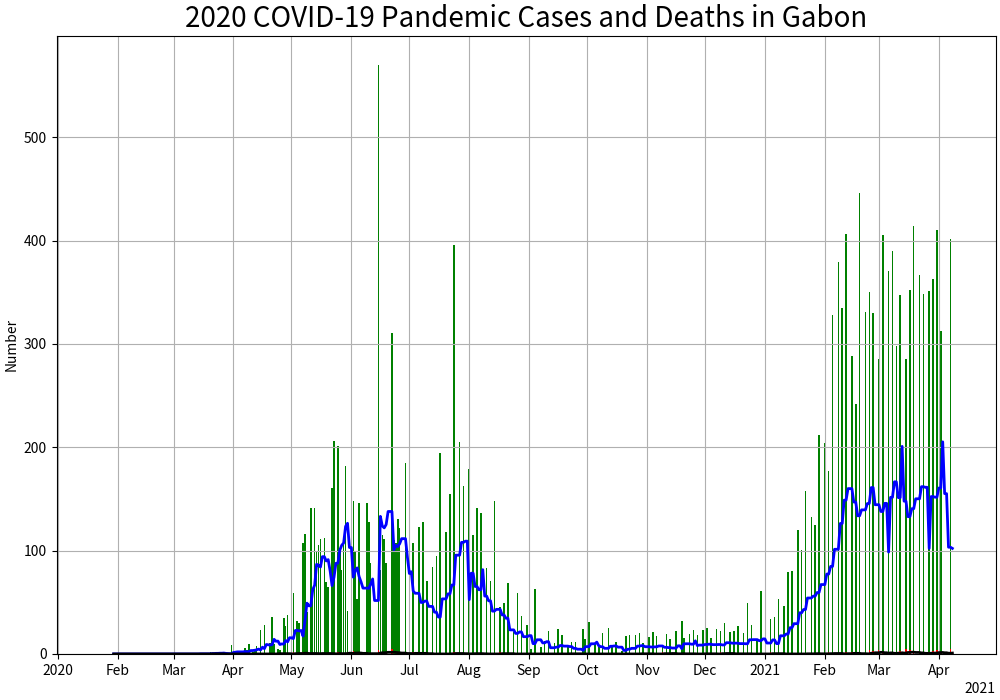 2020 COVID-19 Pandemic Cases and Deaths in Gabon
Number
500
400
300
200
100
0
2020 Feb Mar Apr May Jun Jul Aug Sep Oct Nov Dec 2021 Feb Mar Apr
2021